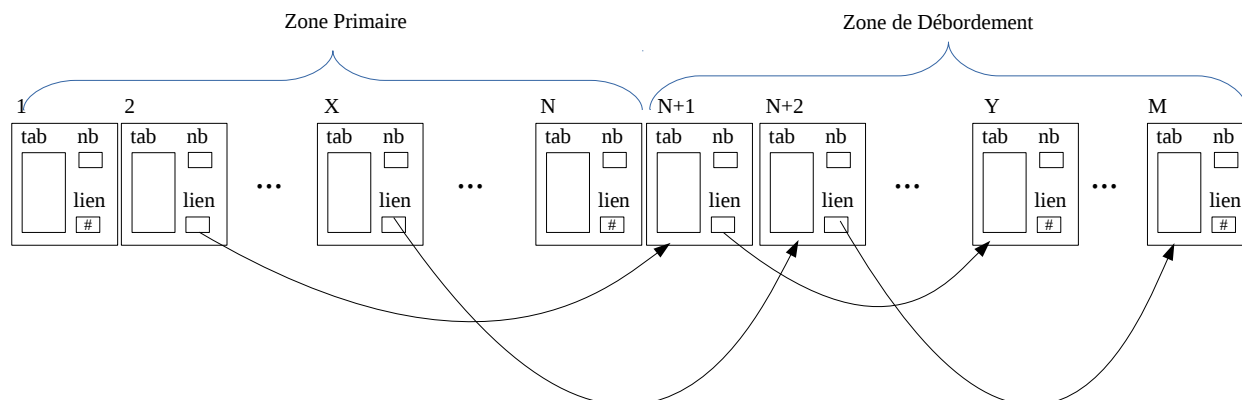 Zone Primaire Zone de Débordement
1 2 X N N+1 N+2 Y M
tab nb tab nb tab nb tab nb tab nb tab nb tab nb tab nb
... ... ... ...
lien lien lien lien lien lien lien lien
# # # #